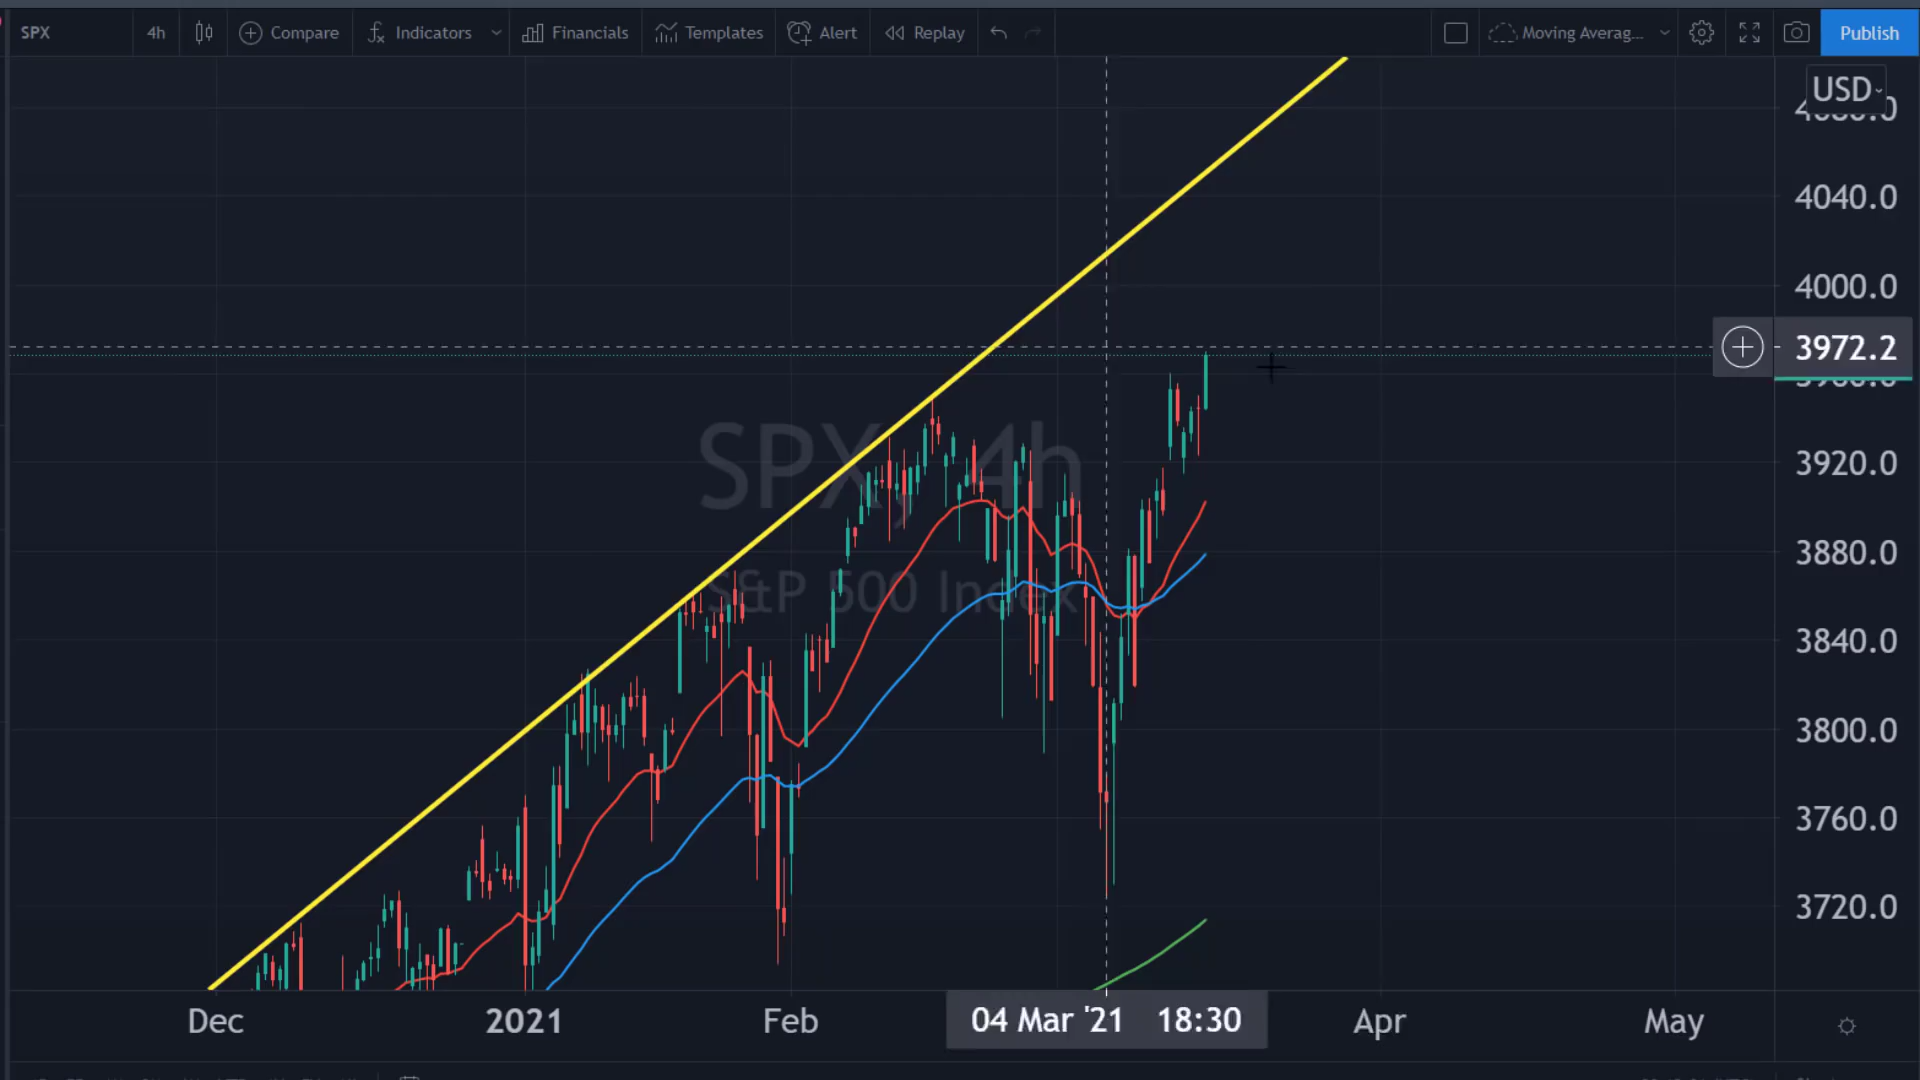 SPX 4h Compare Indicators Financials Templates Alert Replay Moving Averag... Publish
USD
4040.0
4000.0
3972.2
SPX, 4h
3920.0
3880.0
S&P 500 Index
3840.0
3800.0
3760.0
3720.0
Dec 2021 Feb 04 Mar '21 18:30 Apr May